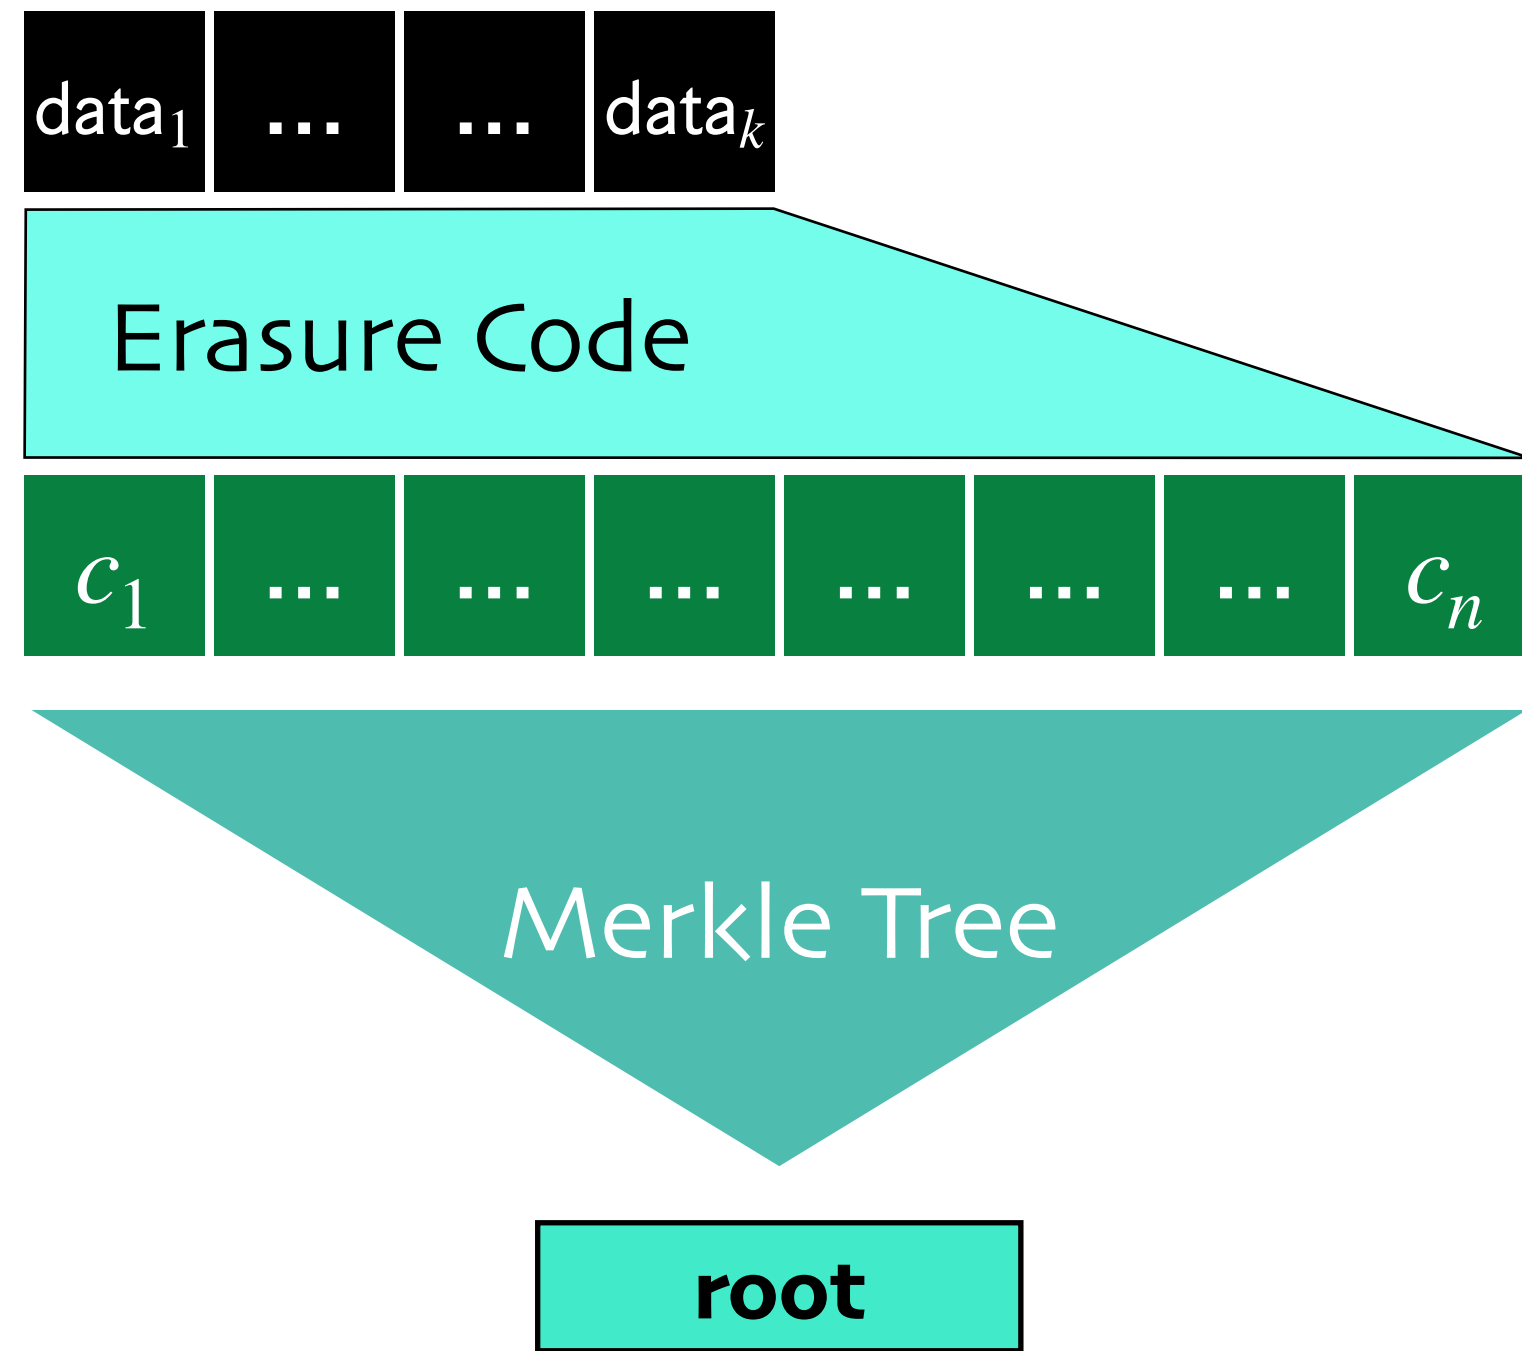 data₁ ... ... dataₖ
Erasure Code
c₁ ... ... ... ... ... ... cₙ
Merkle Tree
root